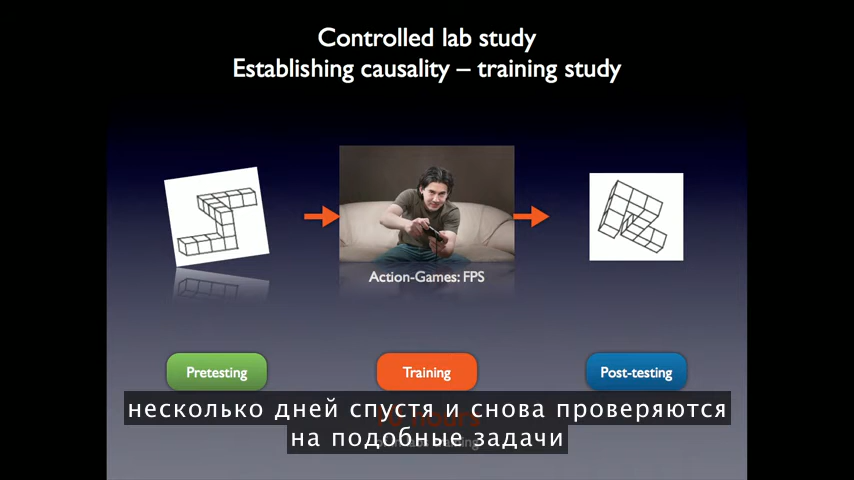 Controlled lab study
Establishing causality – training study
Action-Games: FPS
Pretesting
Training
Post-testing
несколько дней спустя и снова проверяются
на подобные задачи